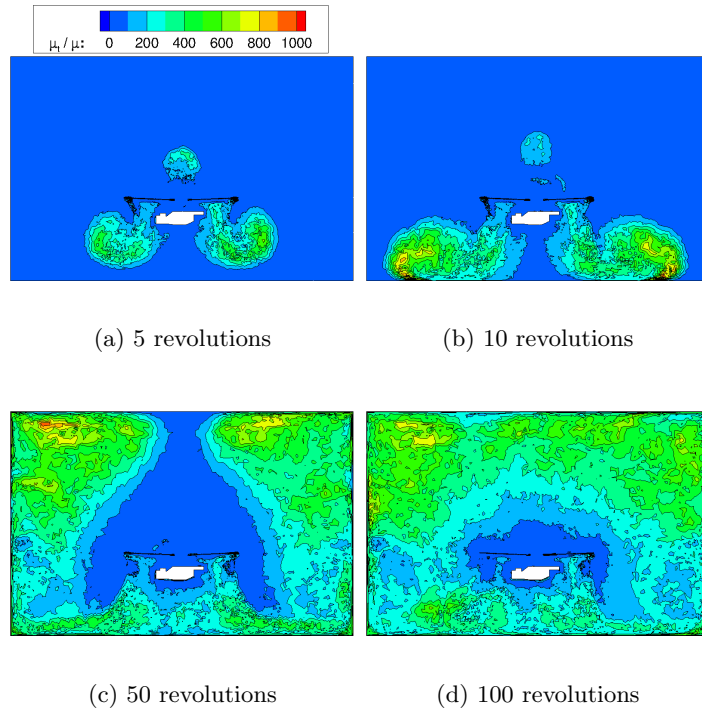 μt / μ: 0 200 400 600 800 1000
(a) 5 revolutions
(b) 10 revolutions
(c) 50 revolutions
(d) 100 revolutions